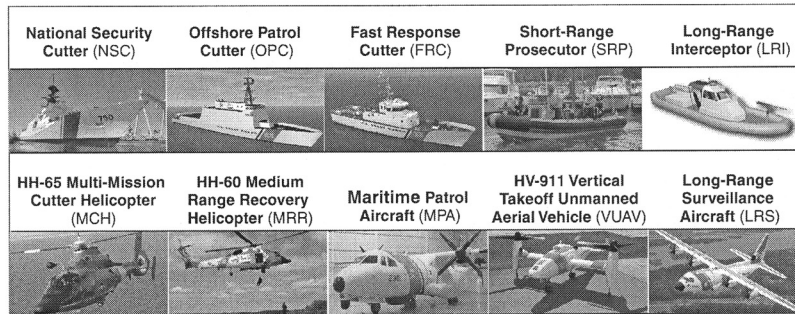 National Security
Cutter (NSC)
Offshore Patrol
Cutter (OPC)
Fast Response
Cutter (FRC)
Short-Range
Prosecutor (SRP)
Long-Range
Interceptor (LRI)
HH-65 Multi-Mission
Cutter Helicopter
(MCH)
HH-60 Medium
Range Recovery
Helicopter (MRR)
Maritime Patrol
Aircraft (MPA)
HV-911 Vertical
Takeoff Unmanned
Aerial Vehicle (VUAV)
Long-Range
Surveillance
Aircraft (LRS)